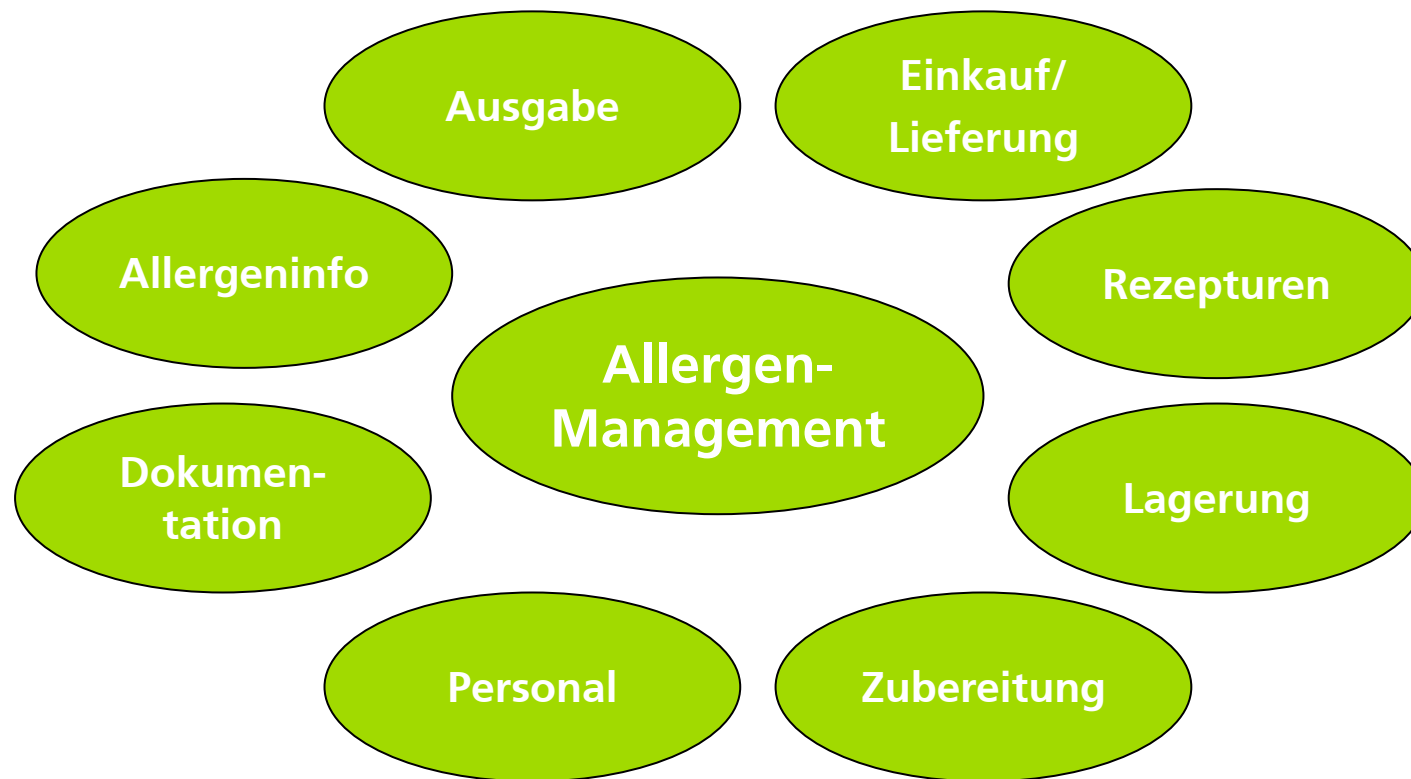 Ausgabe
Einkauf/
Lieferung
Allergeninfo
Rezepturen
Allergen-
Management
Dokumen-
tation
Lagerung
Personal
Zubereitung